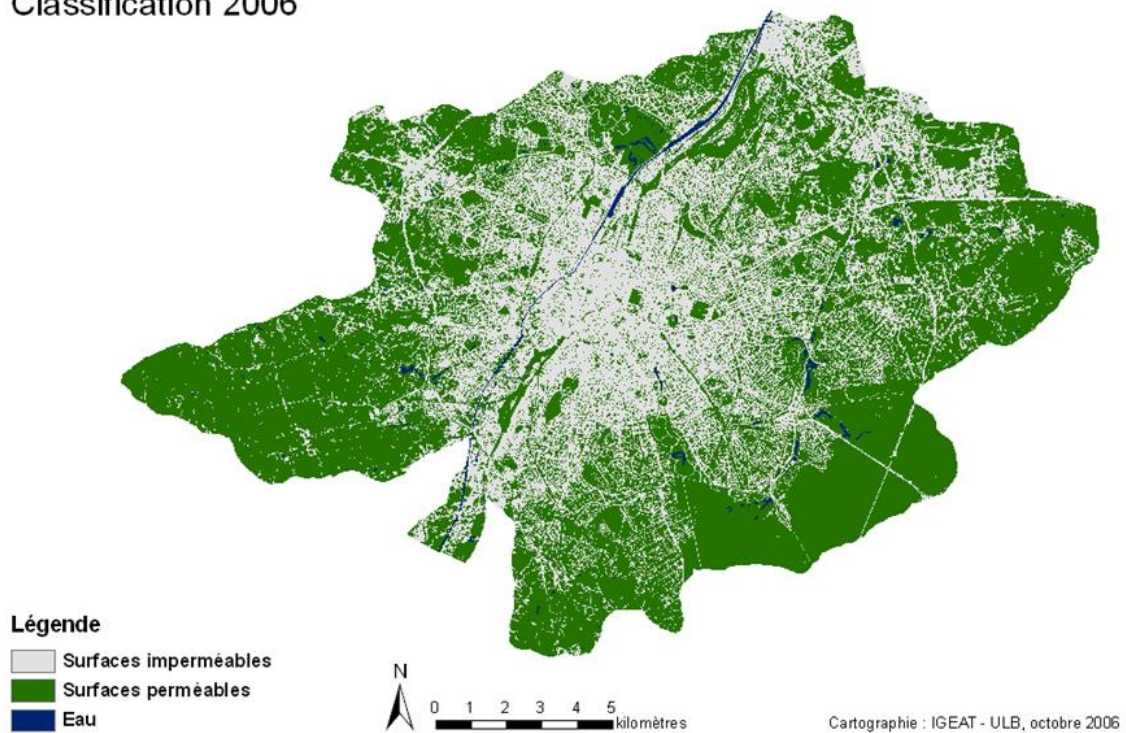 Classification 2006
Légende
Surfaces imperméables
Surfaces perméables
Eau
N
0 1 2 3 4 5
kilomètres
Cartographie : IGEAT - ULB, octobre 2006